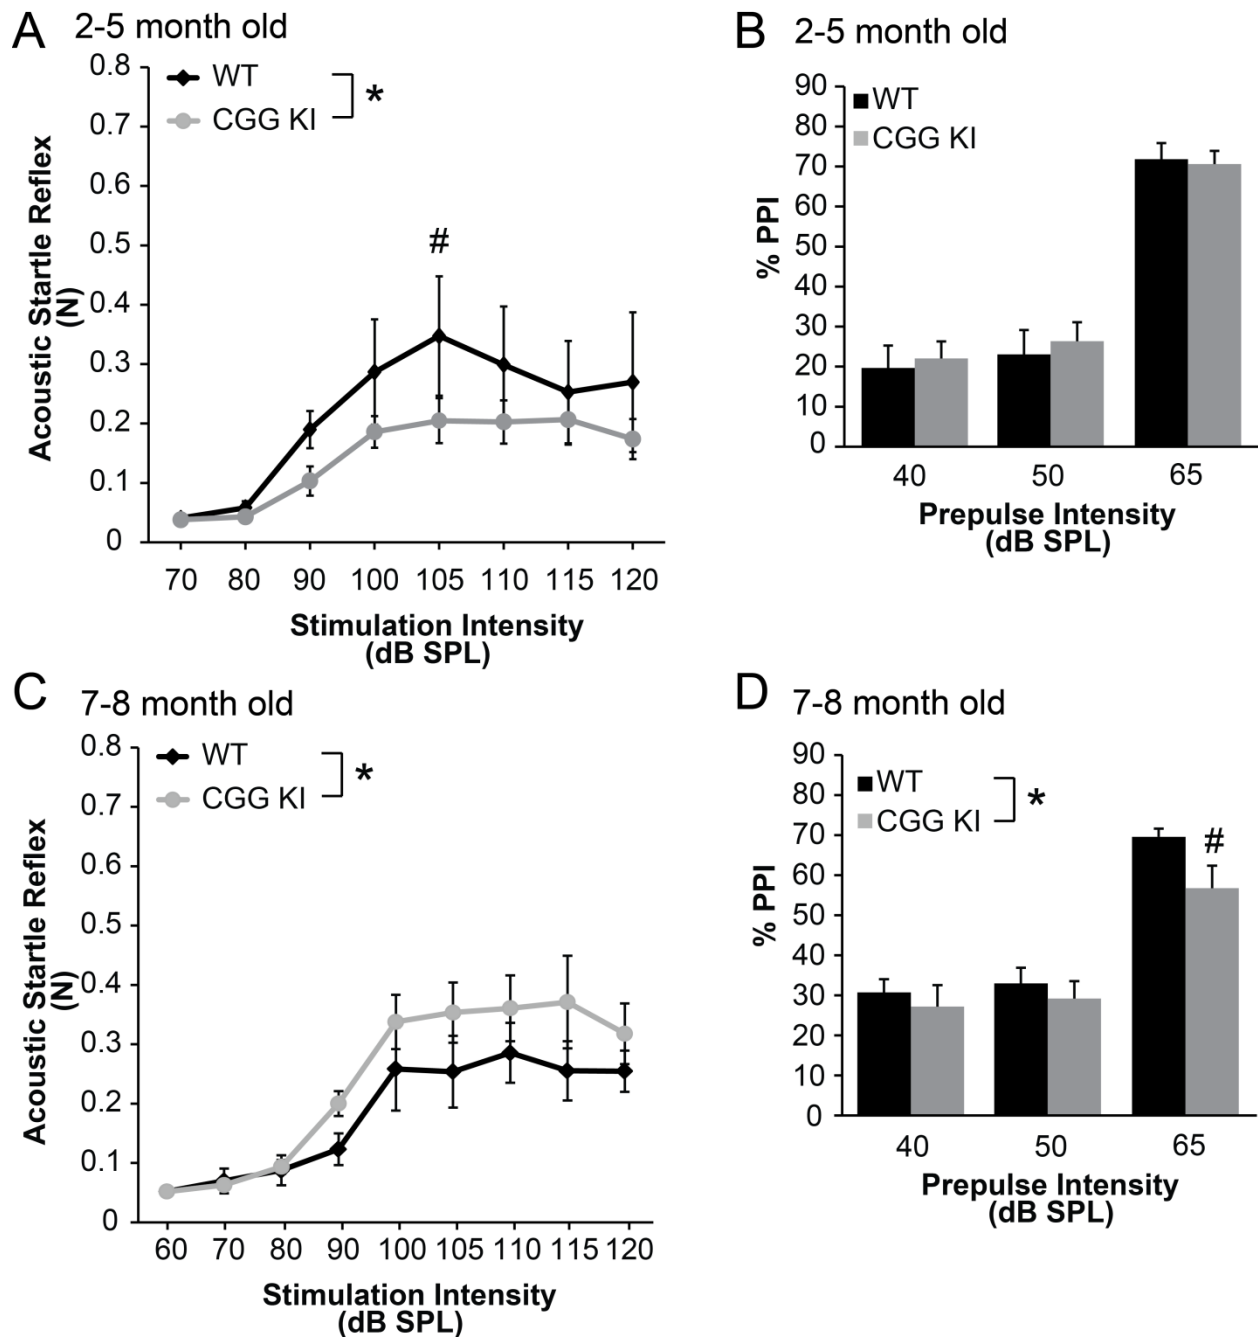 A 2-5 month old
WT
CGG KI
*
#
Acoustic Startle Reflex
(N)
0.8
0.7
0.6
0.5
0.4
0.3
0.2
0.1
0
70 80 90 100 105 110 115 120
Stimulation Intensity
(dB SPL)
B 2-5 month old
WT
CGG KI
% PPI
90
80
70
60
50
40
30
20
10
0
40 50 65
Prepulse Intensity
(dB SPL)
C 7-8 month old
WT
CGG KI
*
Acoustic Startle Reflex
(N)
0.8
0.7
0.6
0.5
0.4
0.3
0.2
0.1
0
60 70 80 90 100 105 110 115 120
Stimulation Intensity
(dB SPL)
D 7-8 month old
WT
CGG KI
*
#
% PPI
90
80
70
60
50
40
30
20
10
0
40 50 65
Prepulse Intensity
(dB SPL)